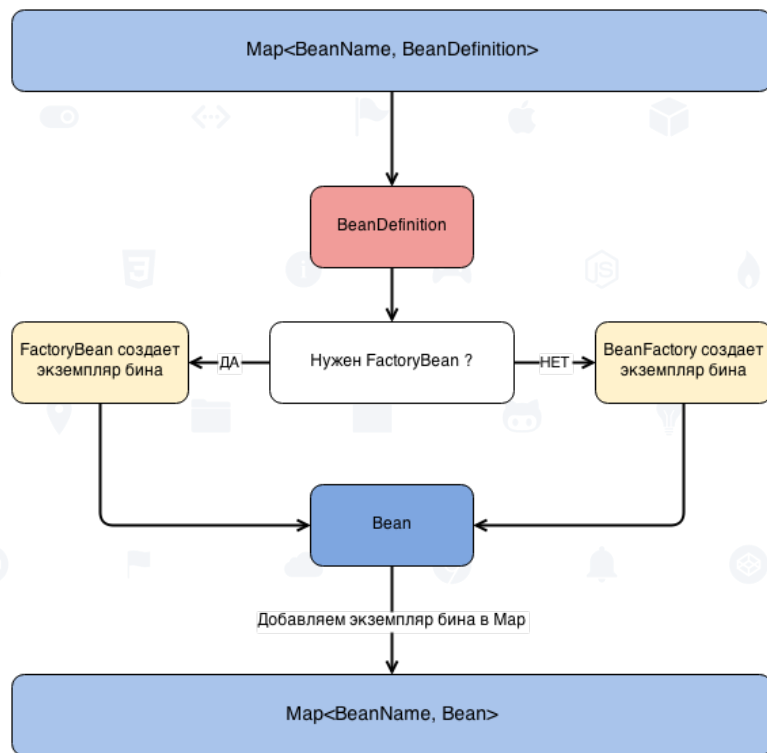 Map<BeanName, BeanDefinition>
BeanDefinition
FactoryBean создает
экземпляр бина
ДА
Нужен FactoryBean ?
НЕТ
BeanFactory создает
экземпляр бина
Bean
Добавляем экземпляр бина в Map
Map<BeanName, Bean>